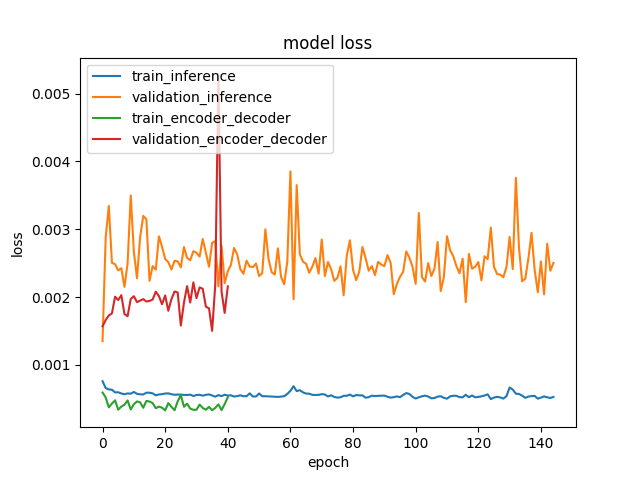 model loss
train_inference
validation_inference
train_encoder_decoder
validation_encoder_decoder
0.005
0.004
0.003
0.002
0.001
loss
0 20 40 60 80 100 120 140
epoch